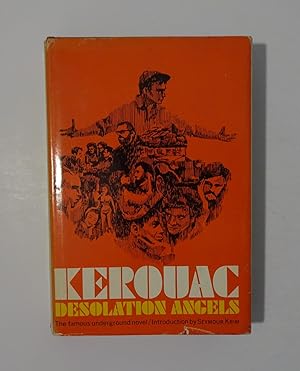 KEROUAC
DESOLATION ANGELS
The famous underground novel/Introduction by SEYMOUR KRIM